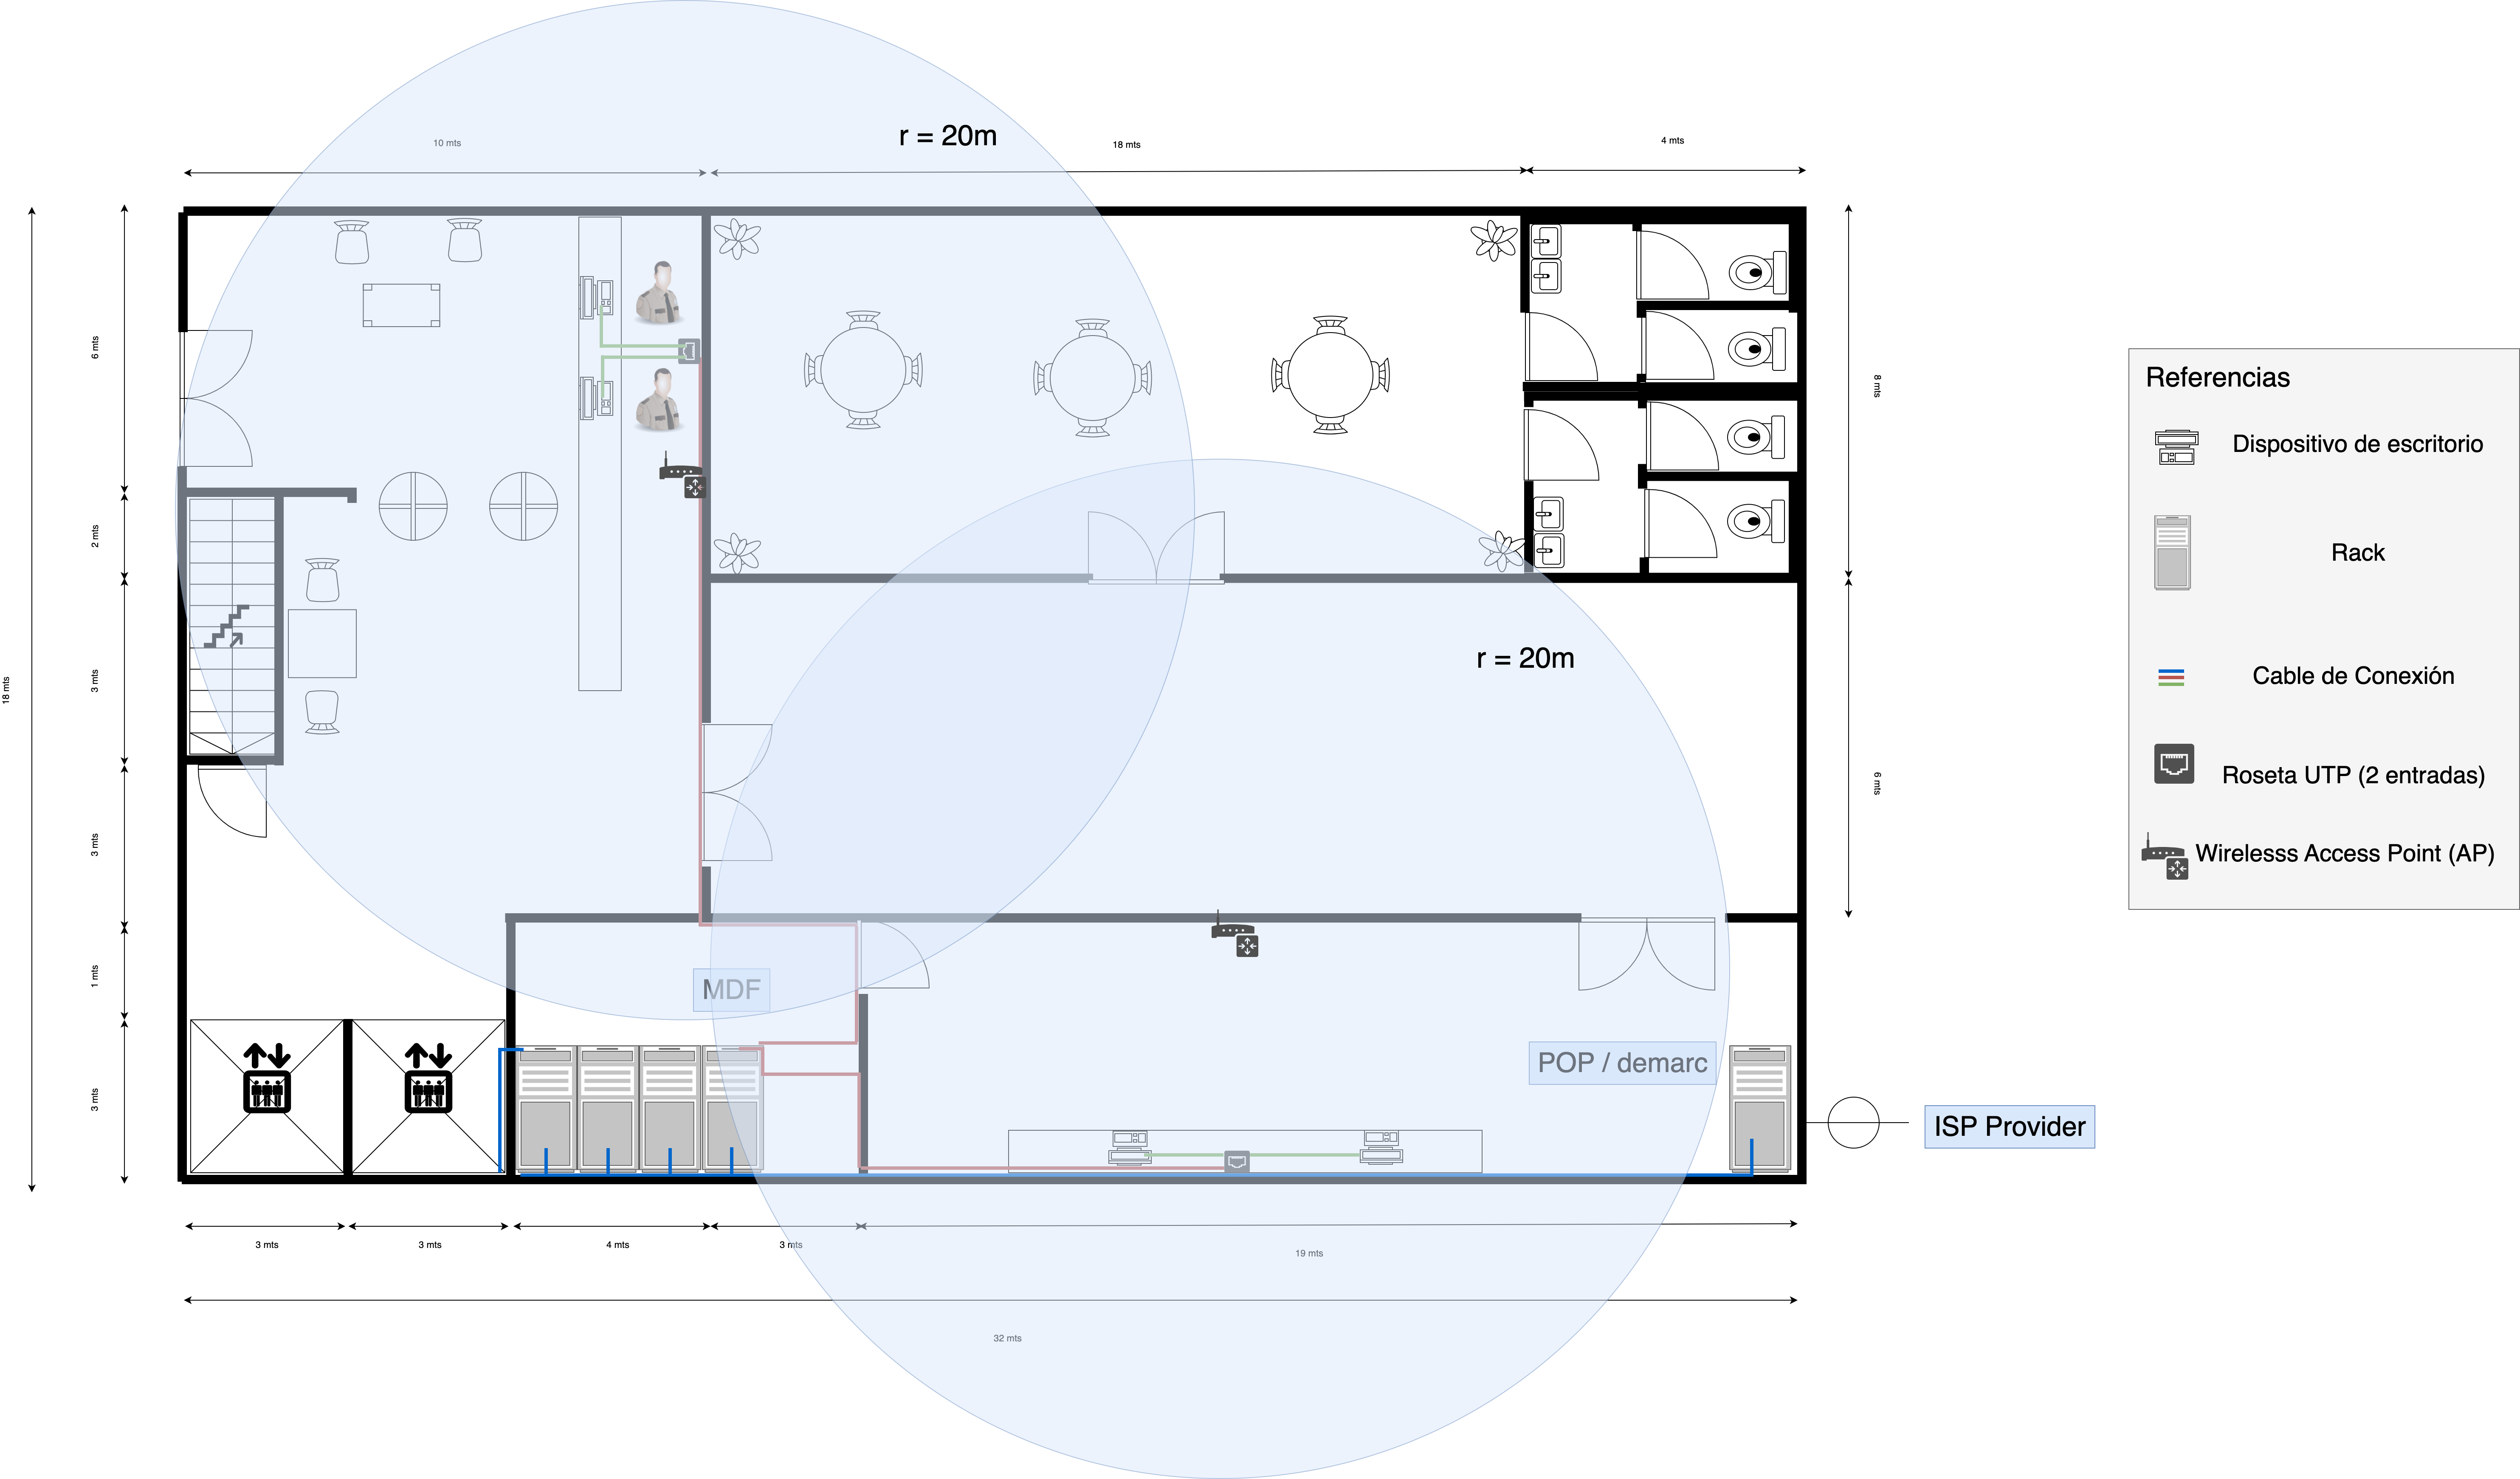 r = 20m
10 mts
18 mts
4 mts
6 mts
8 mts
2 mts
r = 20m
3 mts
18 mts
6 mts
3 mts
1 mts
MDF
POP / demarc
3 mts
ISP Provider
3 mts
3 mts
4 mts
3 mts
19 mts
32 mts
Referencias
Dispositivo de escritorio
Rack
Cable de Conexión
Roseta UTP (2 entradas)
Wirelesss Access Point (AP)